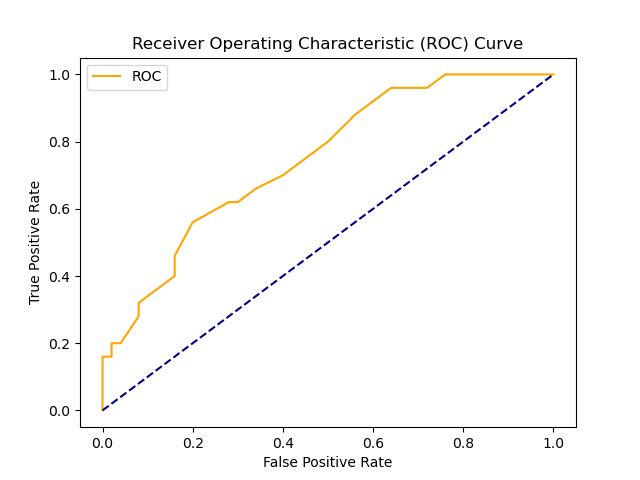 Receiver Operating Characteristic (ROC) Curve
ROC
1.0
0.8
0.6
0.4
0.2
0.0
True Positive Rate
0.0 0.2 0.4 0.6 0.8 1.0
False Positive Rate